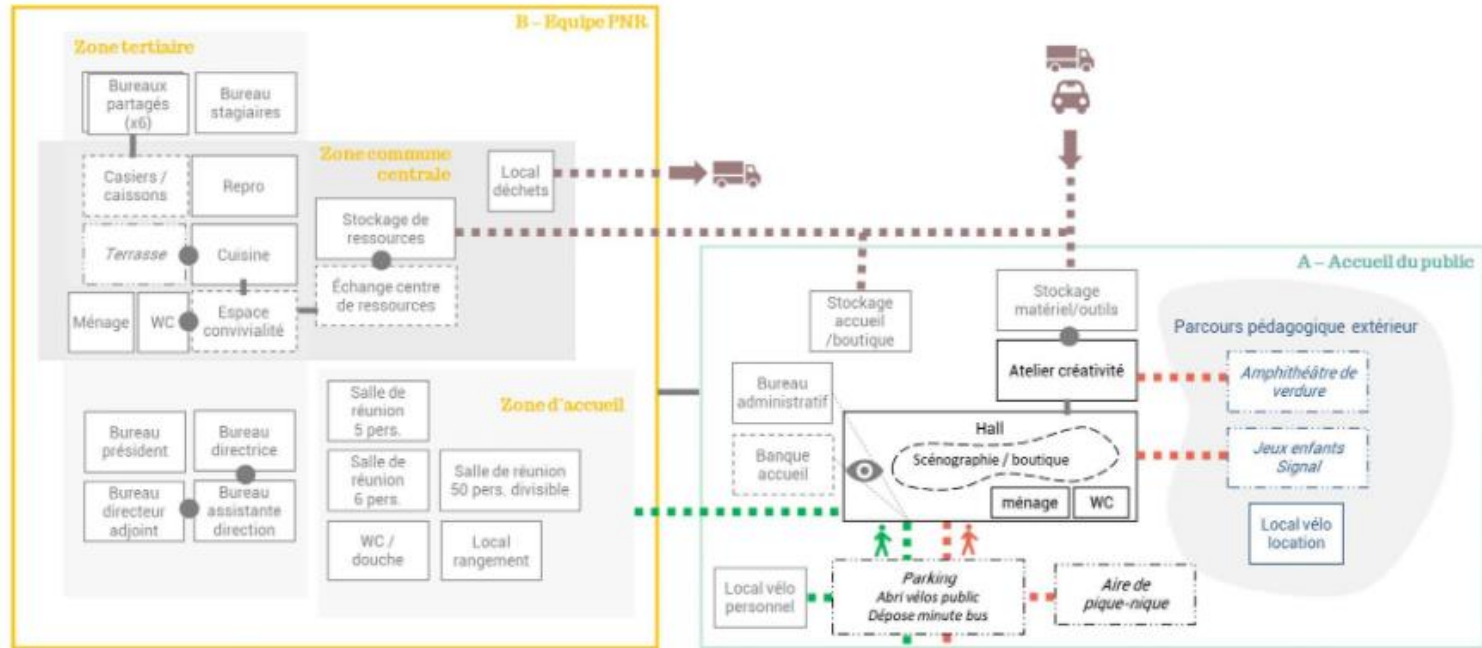 B – Equipe PNR
Zone tertiaire
Bureaux
partagés
(x6)
Bureau
stagiaires
Zone commune
centrale
Casiers /
caissons
Repro
Local
déchets
Stockage de
ressources
Terrasse
Cuisine
Échange centre
de ressources
Ménage
WC
Espace
convivialité
Zone d'accueil
Salle de
réunion
5 pers.
Bureau
président
Bureau
directrice
Salle de
réunion
6 pers.
Salle de réunion
50 pers. divisible
Bureau
directeur
adjoint
Bureau
assistante
direction
WC /
douche
Local
rangement
A – Accueil du public
Stockage
accueil
/boutique
Stockage
matériel/outils
Parcours pédagogique extérieur
Atelier créativité
Amphithéâtre de
verdure
Bureau
administratif
Hall
Scénographie / boutique
Banque
accueil
Jeux enfants
Signal
ménage
WC
Local vélo
location
Local vélo
personnel
Parking
Abri vélos public
Dépose minute bus
Aire de
pique-nique